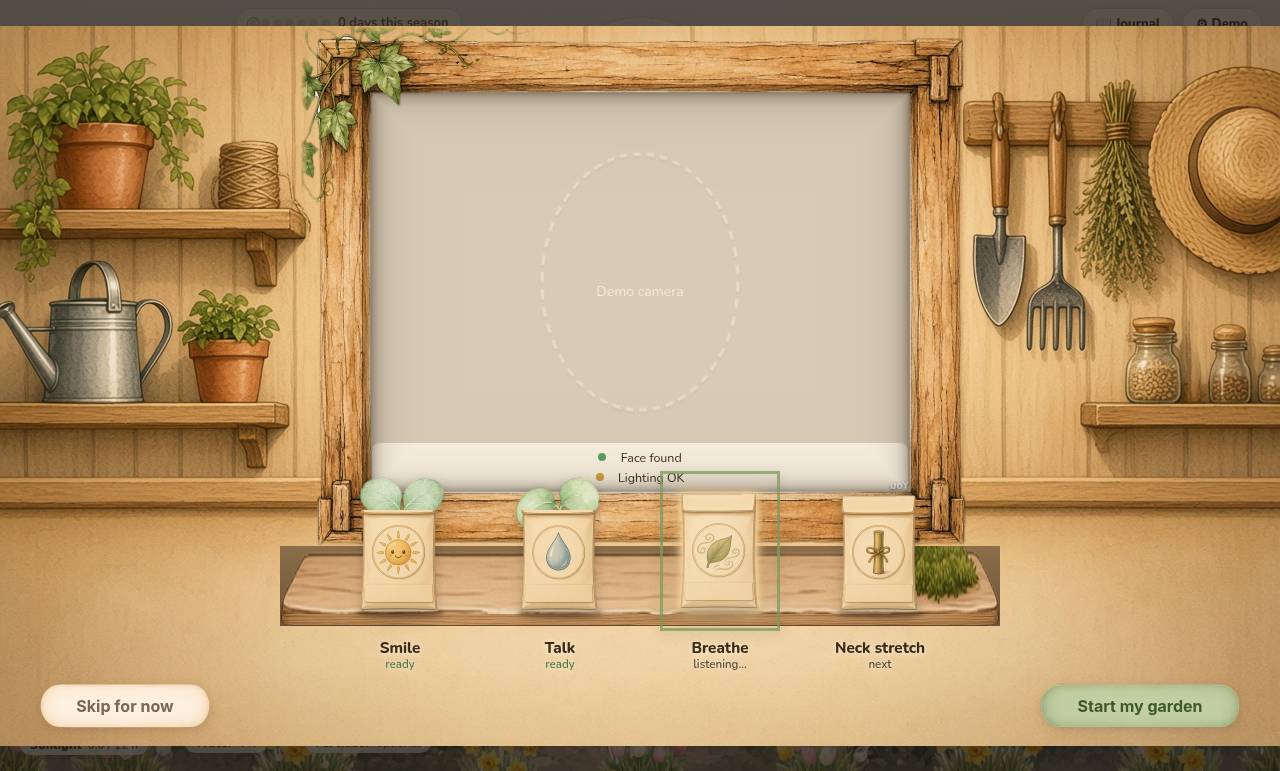 0 days this season
Journal
Demo
Demo camera
Face found
Lighting OK
Smile
ready
Talk
ready
Breathe
listening...
Neck stretch
next
Skip for now
Start my garden
Sunlight